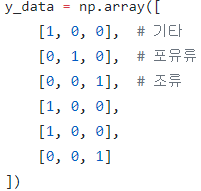 y_data = np.array([
[1, 0, 0],  # 기타
[0, 1, 0],  # 포유류
[0, 0, 1],  # 조류
[1, 0, 0],
[1, 0, 0],
[0, 0, 1]
])